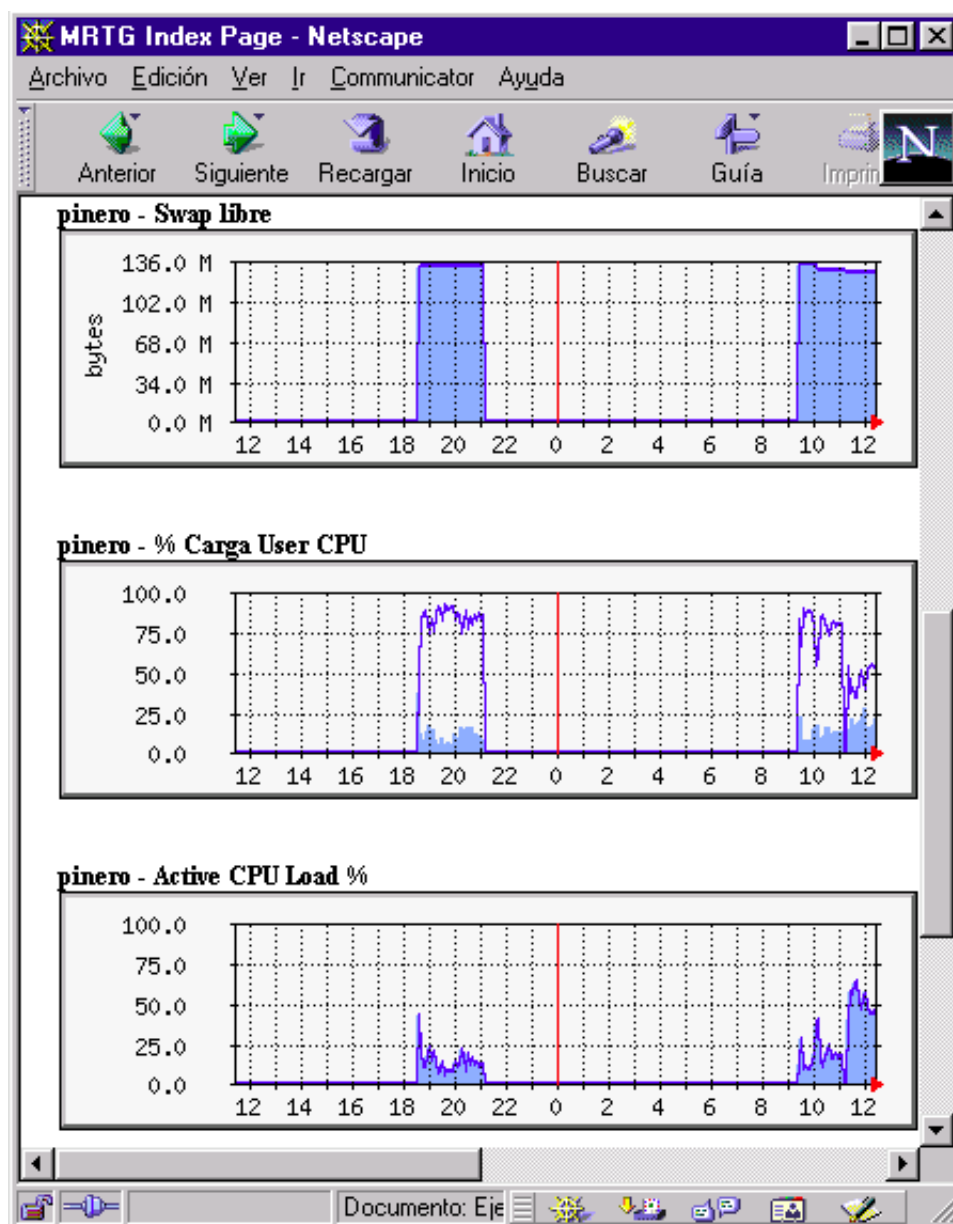 MRTG Index Page - Netscape
Archivo Edición Ver Ir Communicator Ayuda
Anterior Siguiente Recargar Inicio Buscar Guía Imprin
N
pinero - Swap libre
136.0 M
102.0 M
68.0 M
34.0 M
0.0 M
bytes
12 14 16 18 20 22 0 2 4 6 8 10 12
pinero - % Carga User CPU
100.0
75.0
50.0
25.0
0.0
12 14 16 18 20 22 0 2 4 6 8 10 12
pinero - Active CPU Load %
100.0
75.0
50.0
25.0
0.0
12 14 16 18 20 22 0 2 4 6 8 10 12
Documento: Eje